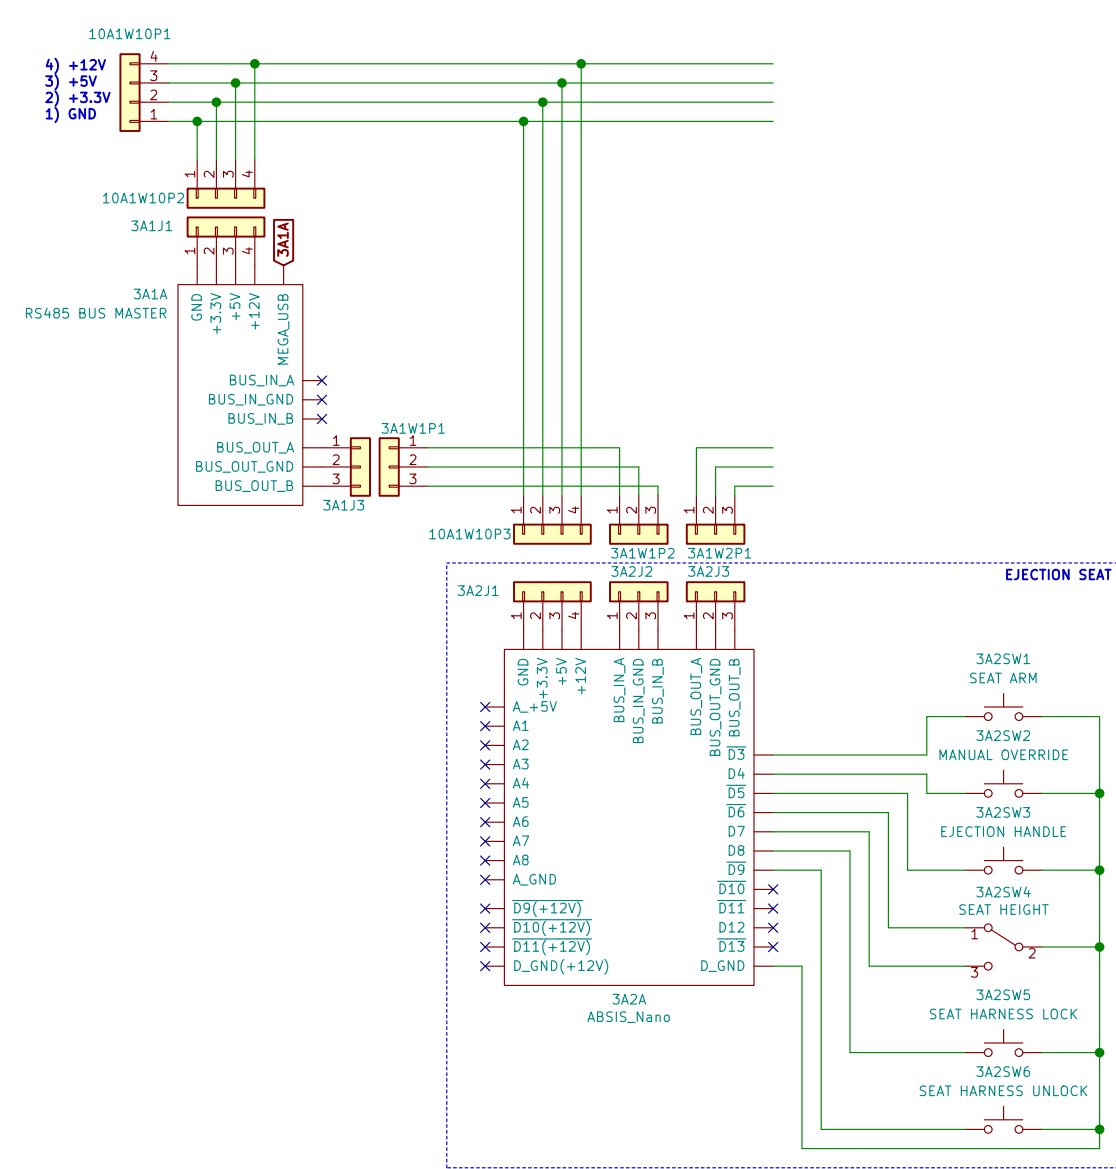 10A1W10P1
4) +12V
3) +5V
2) +3.3V
1) GND
4
3
2
1
1
2
3
4
10A1W10P2
3A1J1
3A1A
1
2
3
4
3A1A
RS485 BUS MASTER
GND
+3.3V
+5V
+12V
MEGA_USB
BUS_IN_A
BUS_IN_GND
BUS_IN_B
BUS_OUT_A
BUS_OUT_GND
BUS_OUT_B
1
2
3
3A1J3
3A1W1P1
1
2
3
1
2
3
4
1
2
3
1
2
3
10A1W10P3
3A1W1P2
3A1W2P1
EJECTION SEAT
3A2J1
3A2J2
3A2J3
1
2
3
4
1
2
3
1
2
3
GND
+3.3V
+5V
+12V
BUS_IN_A
BUS_IN_GND
BUS_IN_B
BUS_OUT_A
BUS_OUT_GND
BUS_OUT_B
A_+5V
A1
A2
A3
A4
A5
A6
A7
A8
A_GND
D9(+12V)
D10(+12V)
D11(+12V)
D_GND(+12V)
D3
D4
D5
D6
D7
D8
D9
D10
D11
D12
D13
D_GND
3A2A
ABSIS_Nano
3A2SW1
SEAT ARM
3A2SW2
MANUAL OVERRIDE
3A2SW3
EJECTION HANDLE
3A2SW4
SEAT HEIGHT
1
2
3
3A2SW5
SEAT HARNESS LOCK
3A2SW6
SEAT HARNESS UNLOCK